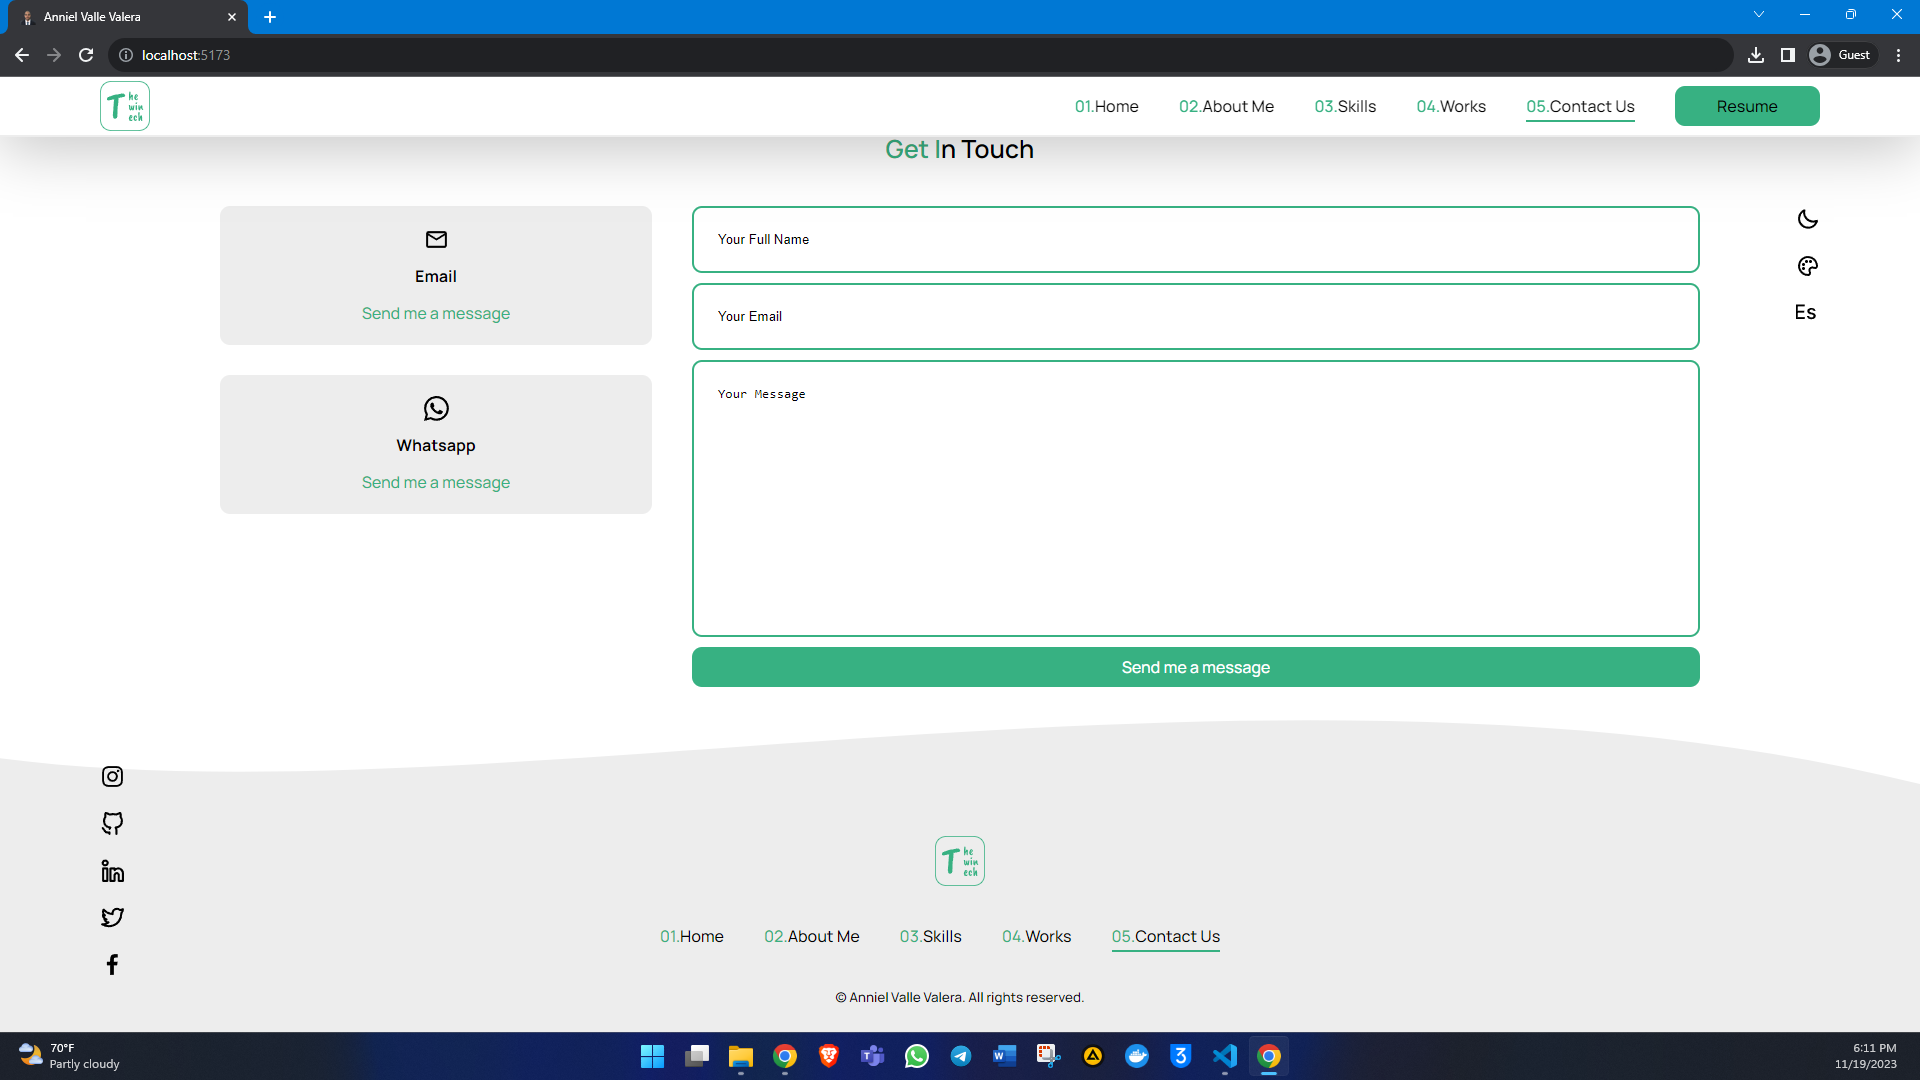 Anniel Valle Valera
localhost:5173
Guest
The win ech
01.Home 02.About Me 03.Skills 04.Works 05.Contact Us Resume
Get In Touch
Email
Send me a message
Whatsapp
Send me a message
Your Full Name
Your Email
Your Message
Send me a message
Es
The win ech
01.Home 02.About Me 03.Skills 04.Works 05.Contact Us
© Anniel Valle Valera. All rights reserved.
70°F
Partly cloudy
6:11 PM
11/19/2023